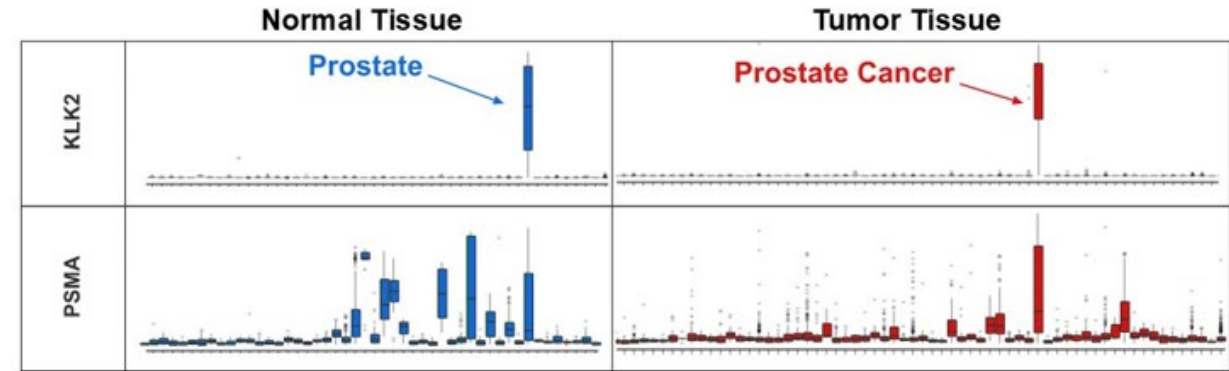 Normal Tissue
Tumor Tissue
KLK2
Prostate
Prostate Cancer
PSMA